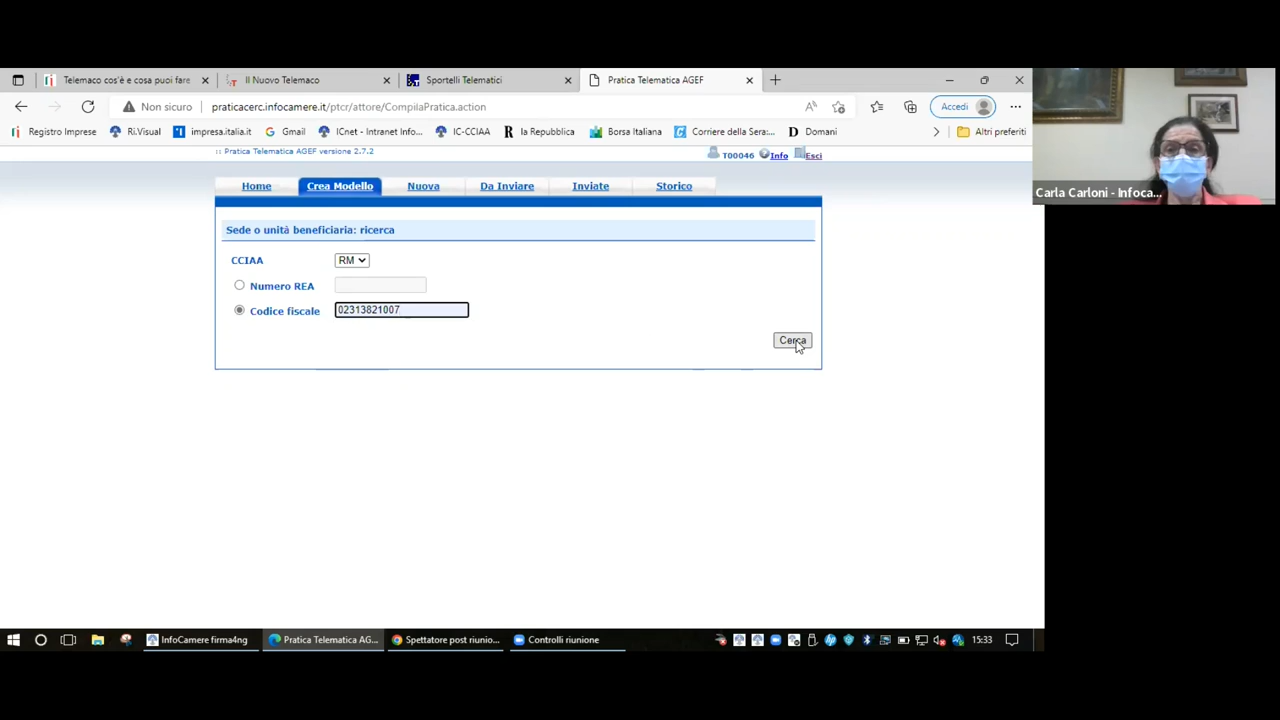 Telemaco cos'è e cosa puoi fare
Il Nuovo Telemaco
Sportelli Telematici
Pratica Telematica AGEF
Non sicuro
praticacerc.infocamere.it/ptcr/attore/CompilaPratica.action
Accedi
Registro Imprese
Ri.Visual
impresa.italia.it
Gmail
ICnet - Intranet Info...
IC-CCIAA
la Repubblica
Borsa Italiana
Corriere della Sera:...
Domani
Altri preferiti
:: Pratica Telematica AGEF versione 2.7.2
T00046
Info
Esci
Home
Crea Modello
Nuova
Da Inviare
Inviate
Storico
Sede o unità beneficiaria: ricerca
CCIAA
RM
Numero REA
Codice fiscale
02313821007
Cerca
Carla Carloni - Infoca...
InfoCamere firma4ng
Pratica Telematica AG...
Spettatore post riunio...
Controlli riunione
15:33